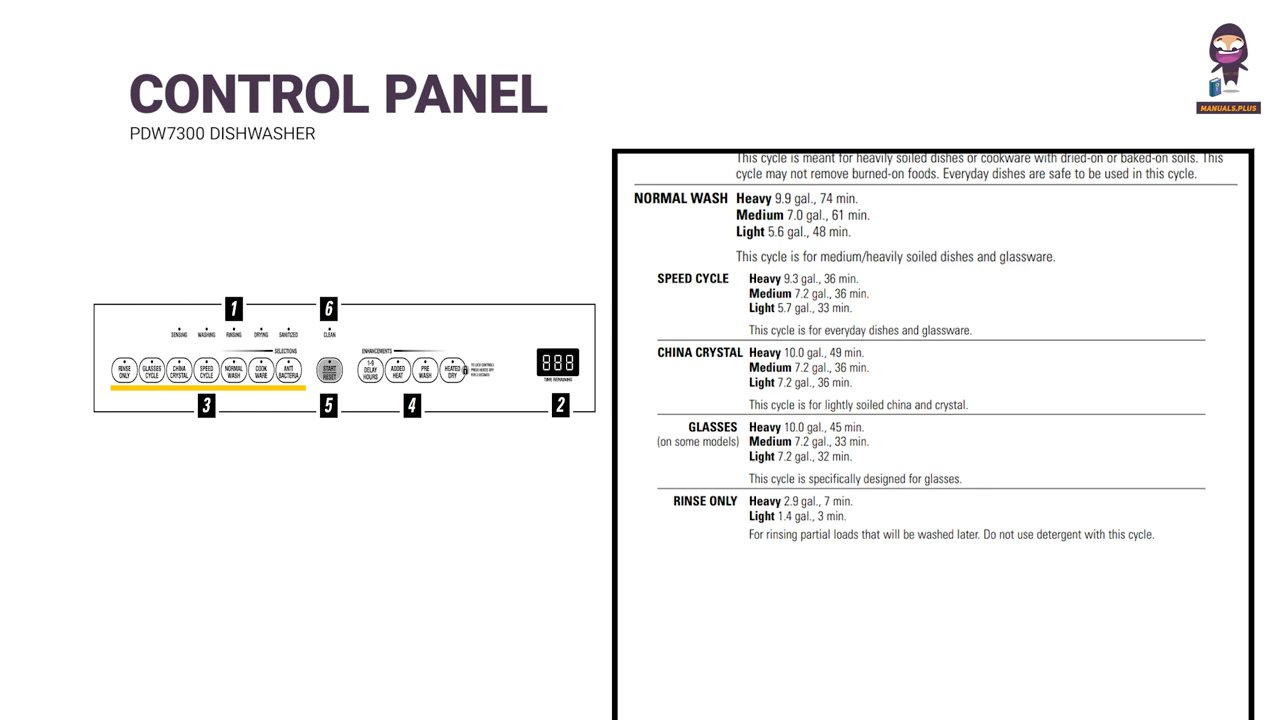 CONTROL PANEL
PDW7300 DISHWASHER
MANUALS.PLUS
This cycle is meant for heavily soiled dishes or cookware with dried-on or baked-on soils. This
cycle may not remove burned-on foods. Everyday dishes are safe to be used in this cycle.
NORMAL WASH Heavy 9.9 gal., 74 min.
Medium 7.0 gal., 61 min.
Light 5.6 gal., 48 min.
This cycle is for medium/heavily soiled dishes and glassware.
SPEED CYCLE Heavy 9.3 gal., 36 min.
Medium 7.2 gal., 36 min.
Light 5.7 gal., 33 min.
This cycle is for everyday dishes and glassware.
CHINA CRYSTAL Heavy 10.0 gal., 49 min.
Medium 7.2 gal., 36 min.
Light 7.2 gal., 36 min.
This cycle is for lightly soiled china and crystal.
GLASSES Heavy 10.0 gal., 45 min.
(on some models) Medium 7.2 gal., 33 min.
Light 7.2 gal., 32 min.
This cycle is specifically designed for glasses.
RINSE ONLY Heavy 2.9 gal., 7 min.
Light 1.4 gal., 3 min.
For rinsing partial loads that will be washed later. Do not use detergent with this cycle.
1 6
SENSING WASHING RINSING DRYING SANITIZED CLEAN
SELECTIONS ENHANCEMENTS
RINSE ONLY
GLASSES CYCLE
CHINA CRYSTAL
SPEED CYCLE
NORMAL WASH
COOK WARE
ANTI BACTERIA
START RESET
1-9 DELAY HOURS
ADDED HEAT
PRE WASH
HEATED DRY
TO LOCK CONTROLS
PRESS HEATED DRY
FOR 3 SECONDS
888
TIME REMAINING
3 5 4 2